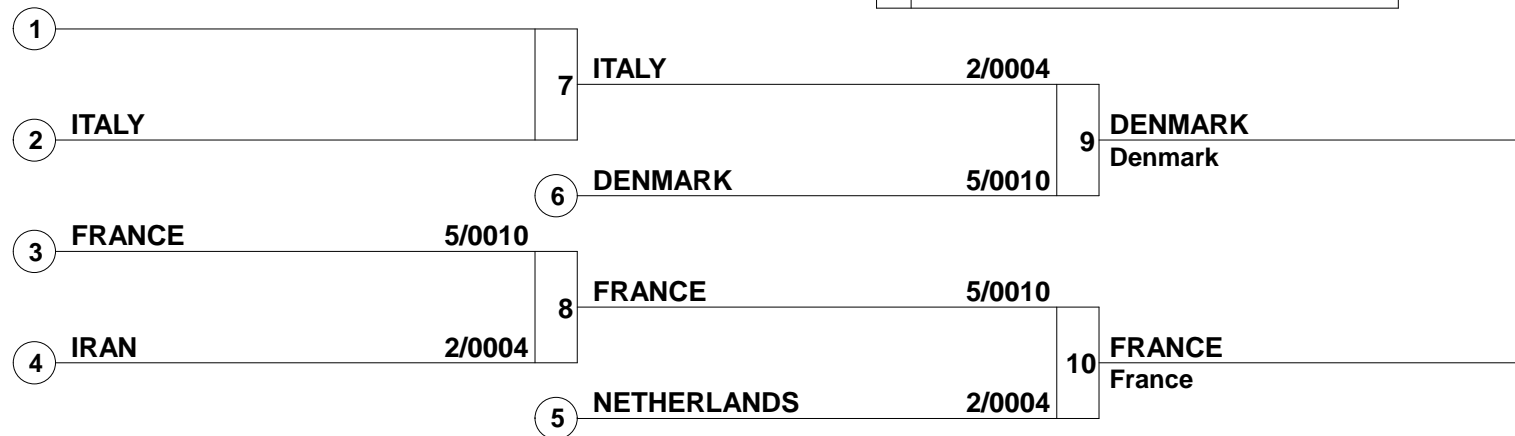 1
7
ITALY 2/0004
2 ITALY
9
DENMARK
Denmark
6 DENMARK 5/0010
3 FRANCE 5/0010
8
FRANCE 5/0010
4 IRAN 2/0004
10
FRANCE
France
5 NETHERLANDS 2/0004